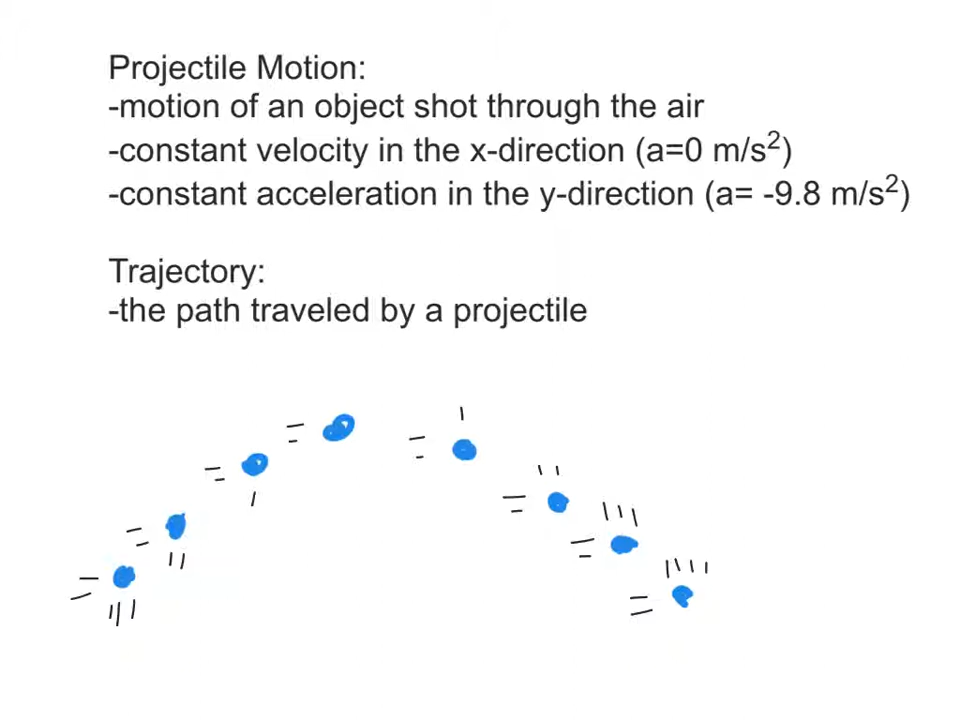 Projectile Motion:
-motion of an object shot through the air
-constant velocity in the x-direction (a=0 m/s²)
-constant acceleration in the y-direction (a= -9.8 m/s²)
Trajectory:
-the path traveled by a projectile